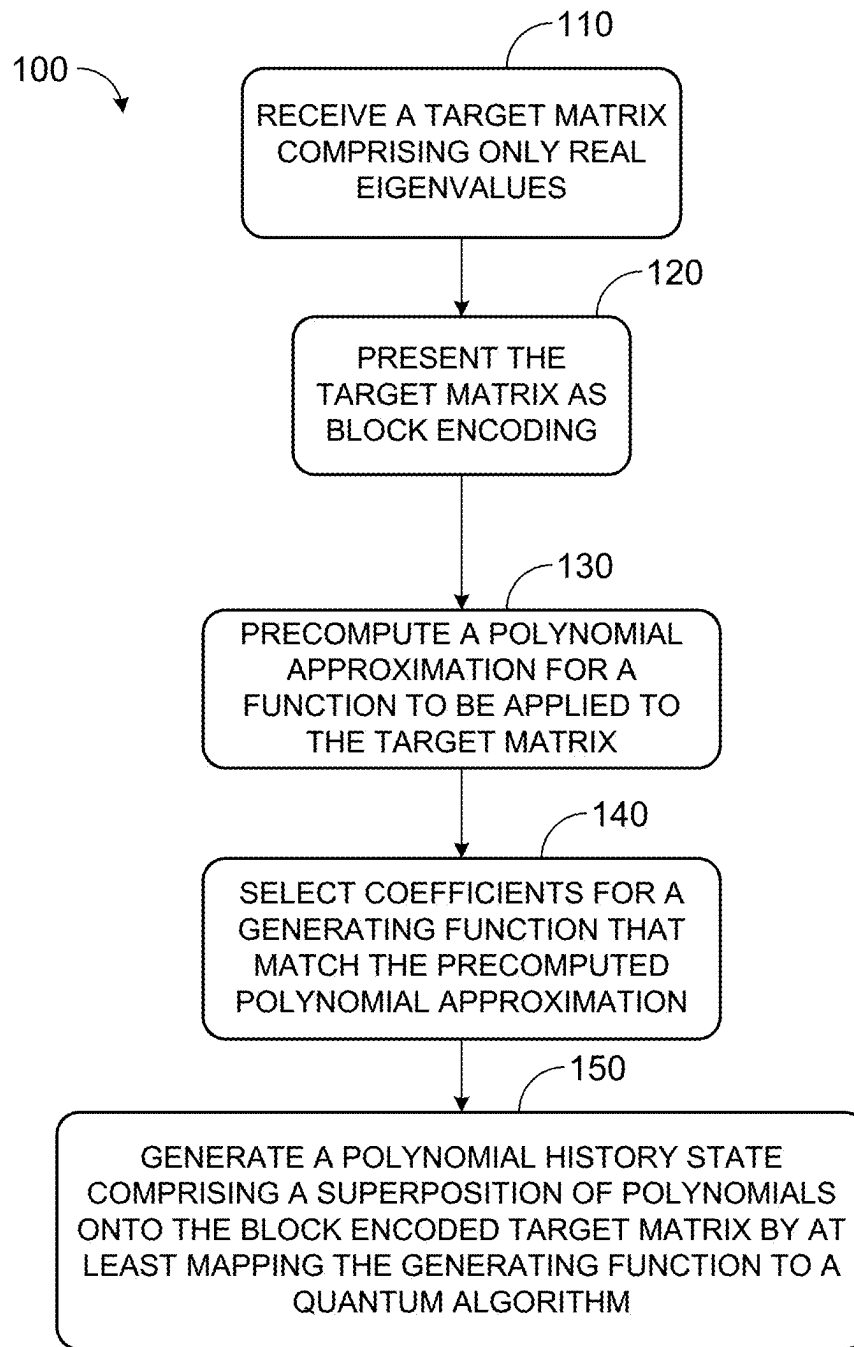 110
100
RECEIVE A TARGET MATRIX
COMPRISING ONLY REAL
EIGENVALUES
120
PRESENT THE
TARGET MATRIX AS
BLOCK ENCODING
130
PRECOMPUTE A POLYNOMIAL
APPROXIMATION FOR A
FUNCTION TO BE APPLIED TO
THE TARGET MATRIX
140
SELECT COEFFICIENTS FOR A
GENERATING FUNCTION THAT
MATCH THE PRECOMPUTED
POLYNOMIAL APPROXIMATION
150
GENERATE A POLYNOMIAL HISTORY STATE
COMPRISING A SUPERPOSITION OF POLYNOMIALS
ONTO THE BLOCK ENCODED TARGET MATRIX BY AT
LEAST MAPPING THE GENERATING FUNCTION TO A
QUANTUM ALGORITHM